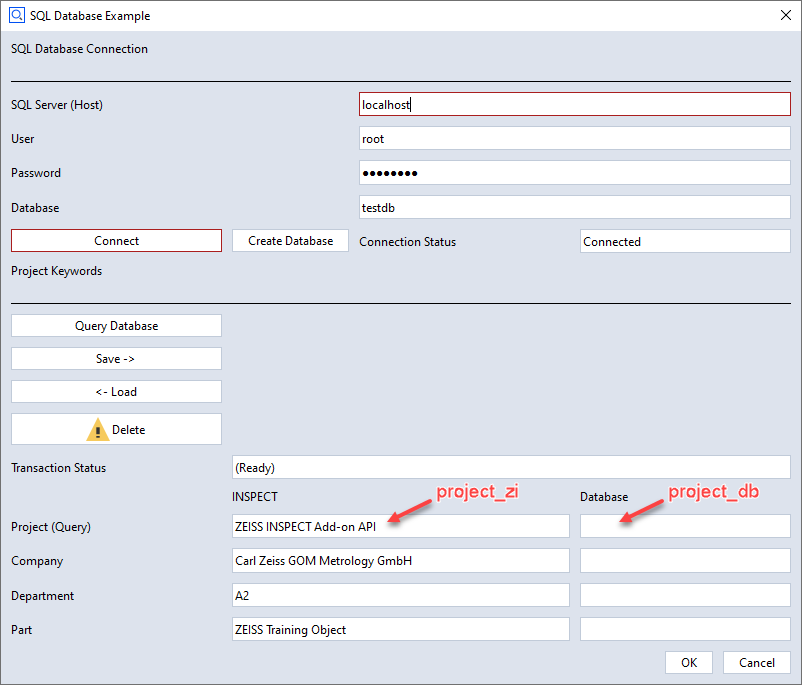 SQL Database Example
SQL Database Connection
SQL Server (Host) localhost
User root
Password ●●●●●●●●
Database testdb
Connect Create Database Connection Status Connected
Project Keywords
Query Database
Save ->
<- Load
Delete
Transaction Status (Ready)
INSPECT project_zi Database project_db
Project (Query) ZEISS INSPECT Add-on API
Company Carl Zeiss GOM Metrology GmbH
Department A2
Part ZEISS Training Object
OK Cancel